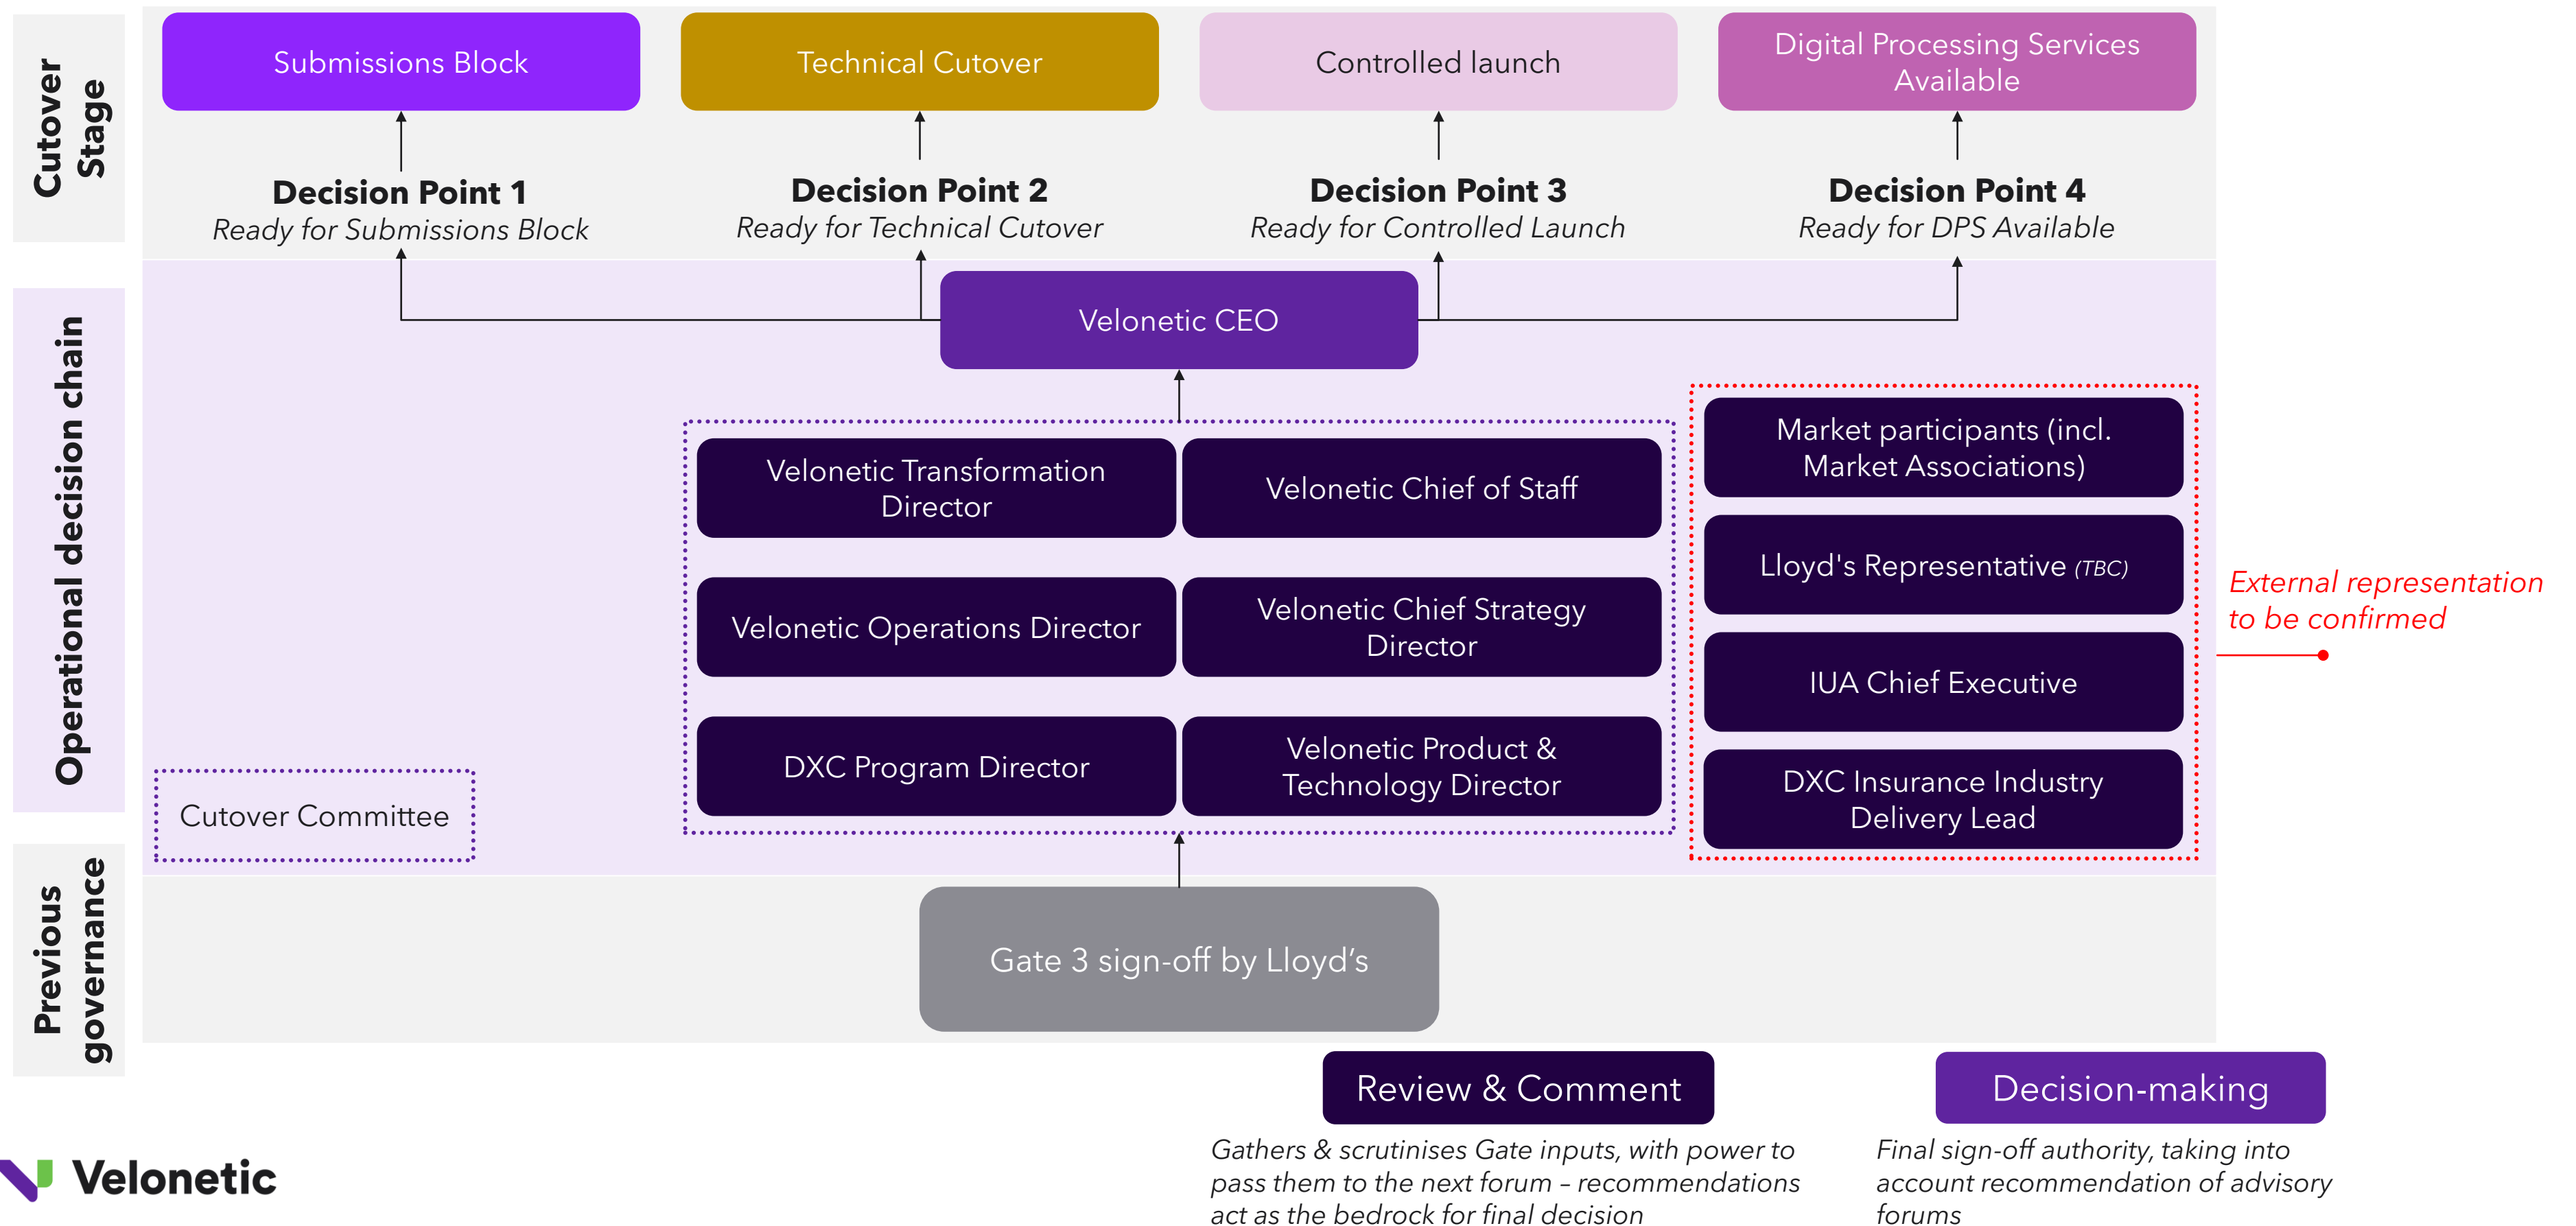 Cutover
Stage
Submissions Block
Technical Cutover
Controlled launch
Digital Processing Services
Available
Decision Point 1
Ready for Submissions Block
Decision Point 2
Ready for Technical Cutover
Decision Point 3
Ready for Controlled Launch
Decision Point 4
Ready for DPS Available
Operational decision chain
Velonetic CEO
Velonetic Transformation
Director
Velonetic Chief of Staff
Velonetic Operations Director
Velonetic Chief Strategy
Director
DXC Program Director
Velonetic Product &
Technology Director
Market participants (incl.
Market Associations)
Lloyd's Representative (TBC)
IUA Chief Executive
DXC Insurance Industry
Delivery Lead
External representation
to be confirmed
Cutover Committee
Previous
governance
Gate 3 sign-off by Lloyd’s
Review & Comment
Gathers & scrutinises Gate inputs, with power to
pass them to the next forum – recommendations
act as the bedrock for final decision
Decision-making
Final sign-off authority, taking into
account recommendation of advisory
forums
Velonetic